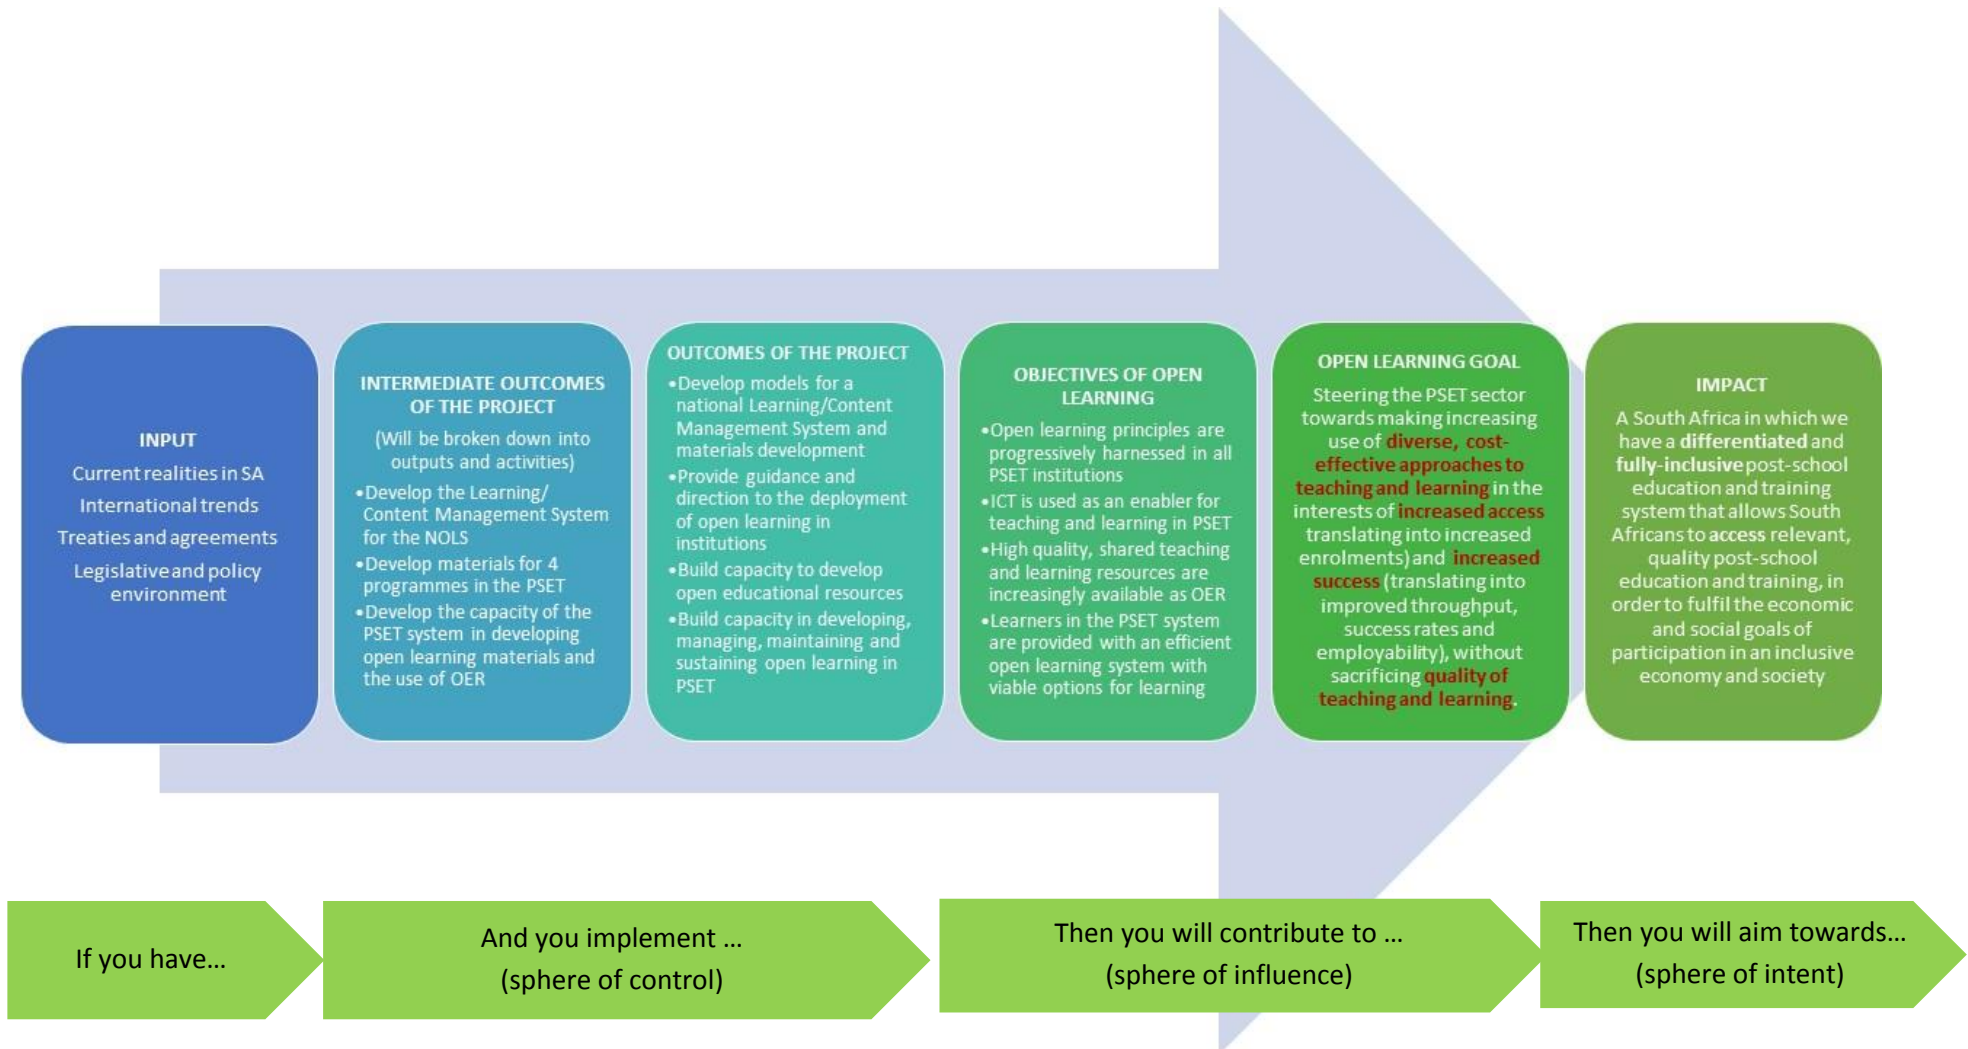 INPUT
Current realities in SA
International trends
Treaties and agreements
Legislative and policy
environment
INTERMEDIATE OUTCOMES
OF THE PROJECT
(Will be broken down into
outputs and activities)
•Develop the Learning/
Content Management System
for the NOLS
•Develop materials for 4
programmes in the PSET
•Develop the capacity of the
PSET system in developing
open learning materials and
the use of OER
OUTCOMES OF THE PROJECT
•Develop models for a
national Learning/Content
Management System and
materials development
•Provide guidance and
direction to the deployment
of open learning in
institutions
•Build capacity to develop
open educational resources
•Build capacity in developing,
managing, maintaining and
sustaining open learning in
PSET
OBJECTIVES OF OPEN
LEARNING
•Open learning principles are
progressively harnessed in all
PSET institutions
•ICT is used as an enabler for
teaching and learning in PSET
•High quality, shared teaching
and learning resources are
increasingly available as OER
•Learners in the PSET system
are provided with an efficient
open learning system with
viable options for learning
OPEN LEARNING GOAL
Steering the PSET sector
towards making increasing
use of diverse, cost-
effective approaches to
teaching and learning in the
interests of increased access
translating into increased
enrolments) and increased
success (translating into
improved throughput,
success rates and
employability), without
sacrificing quality of
teaching and learning.
IMPACT
A South Africa in which we
have a differentiated and
fully-inclusive post-school
education and training
system that allows South
Africans to access relevant,
quality post-school
education and training, in
order to fulfil the economic
and social goals of
participation in an inclusive
economy and society
If you have…
And you implement …
(sphere of control)
Then you will contribute to …
(sphere of influence)
Then you will aim towards…
(sphere of intent)